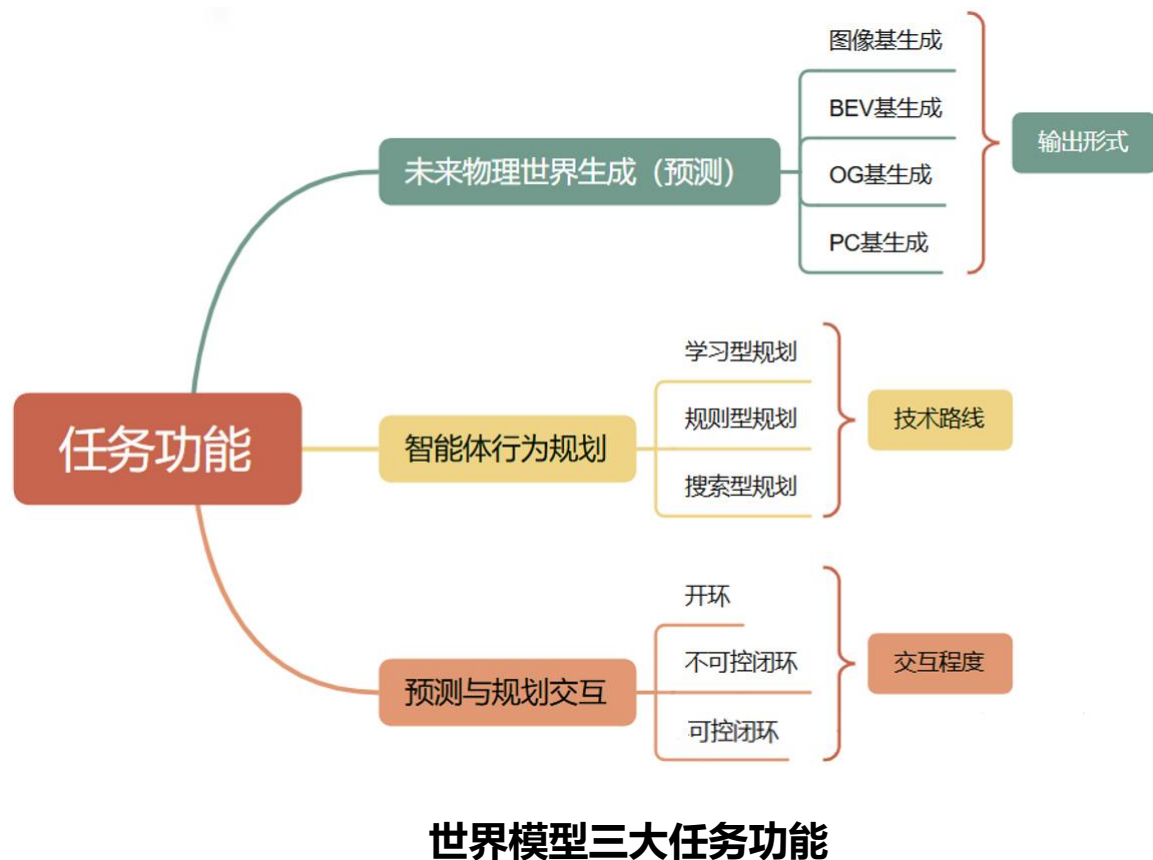 任务功能
未来物理世界生成（预测）
图像基生成
BEV基生成
OG基生成
PC基生成
输出形式
智能体行为规划
学习型规划
规则型规划
搜索型规划
技术路线
预测与规划交互
开环
不可控闭环
可控闭环
交互程度
世界模型三大任务功能